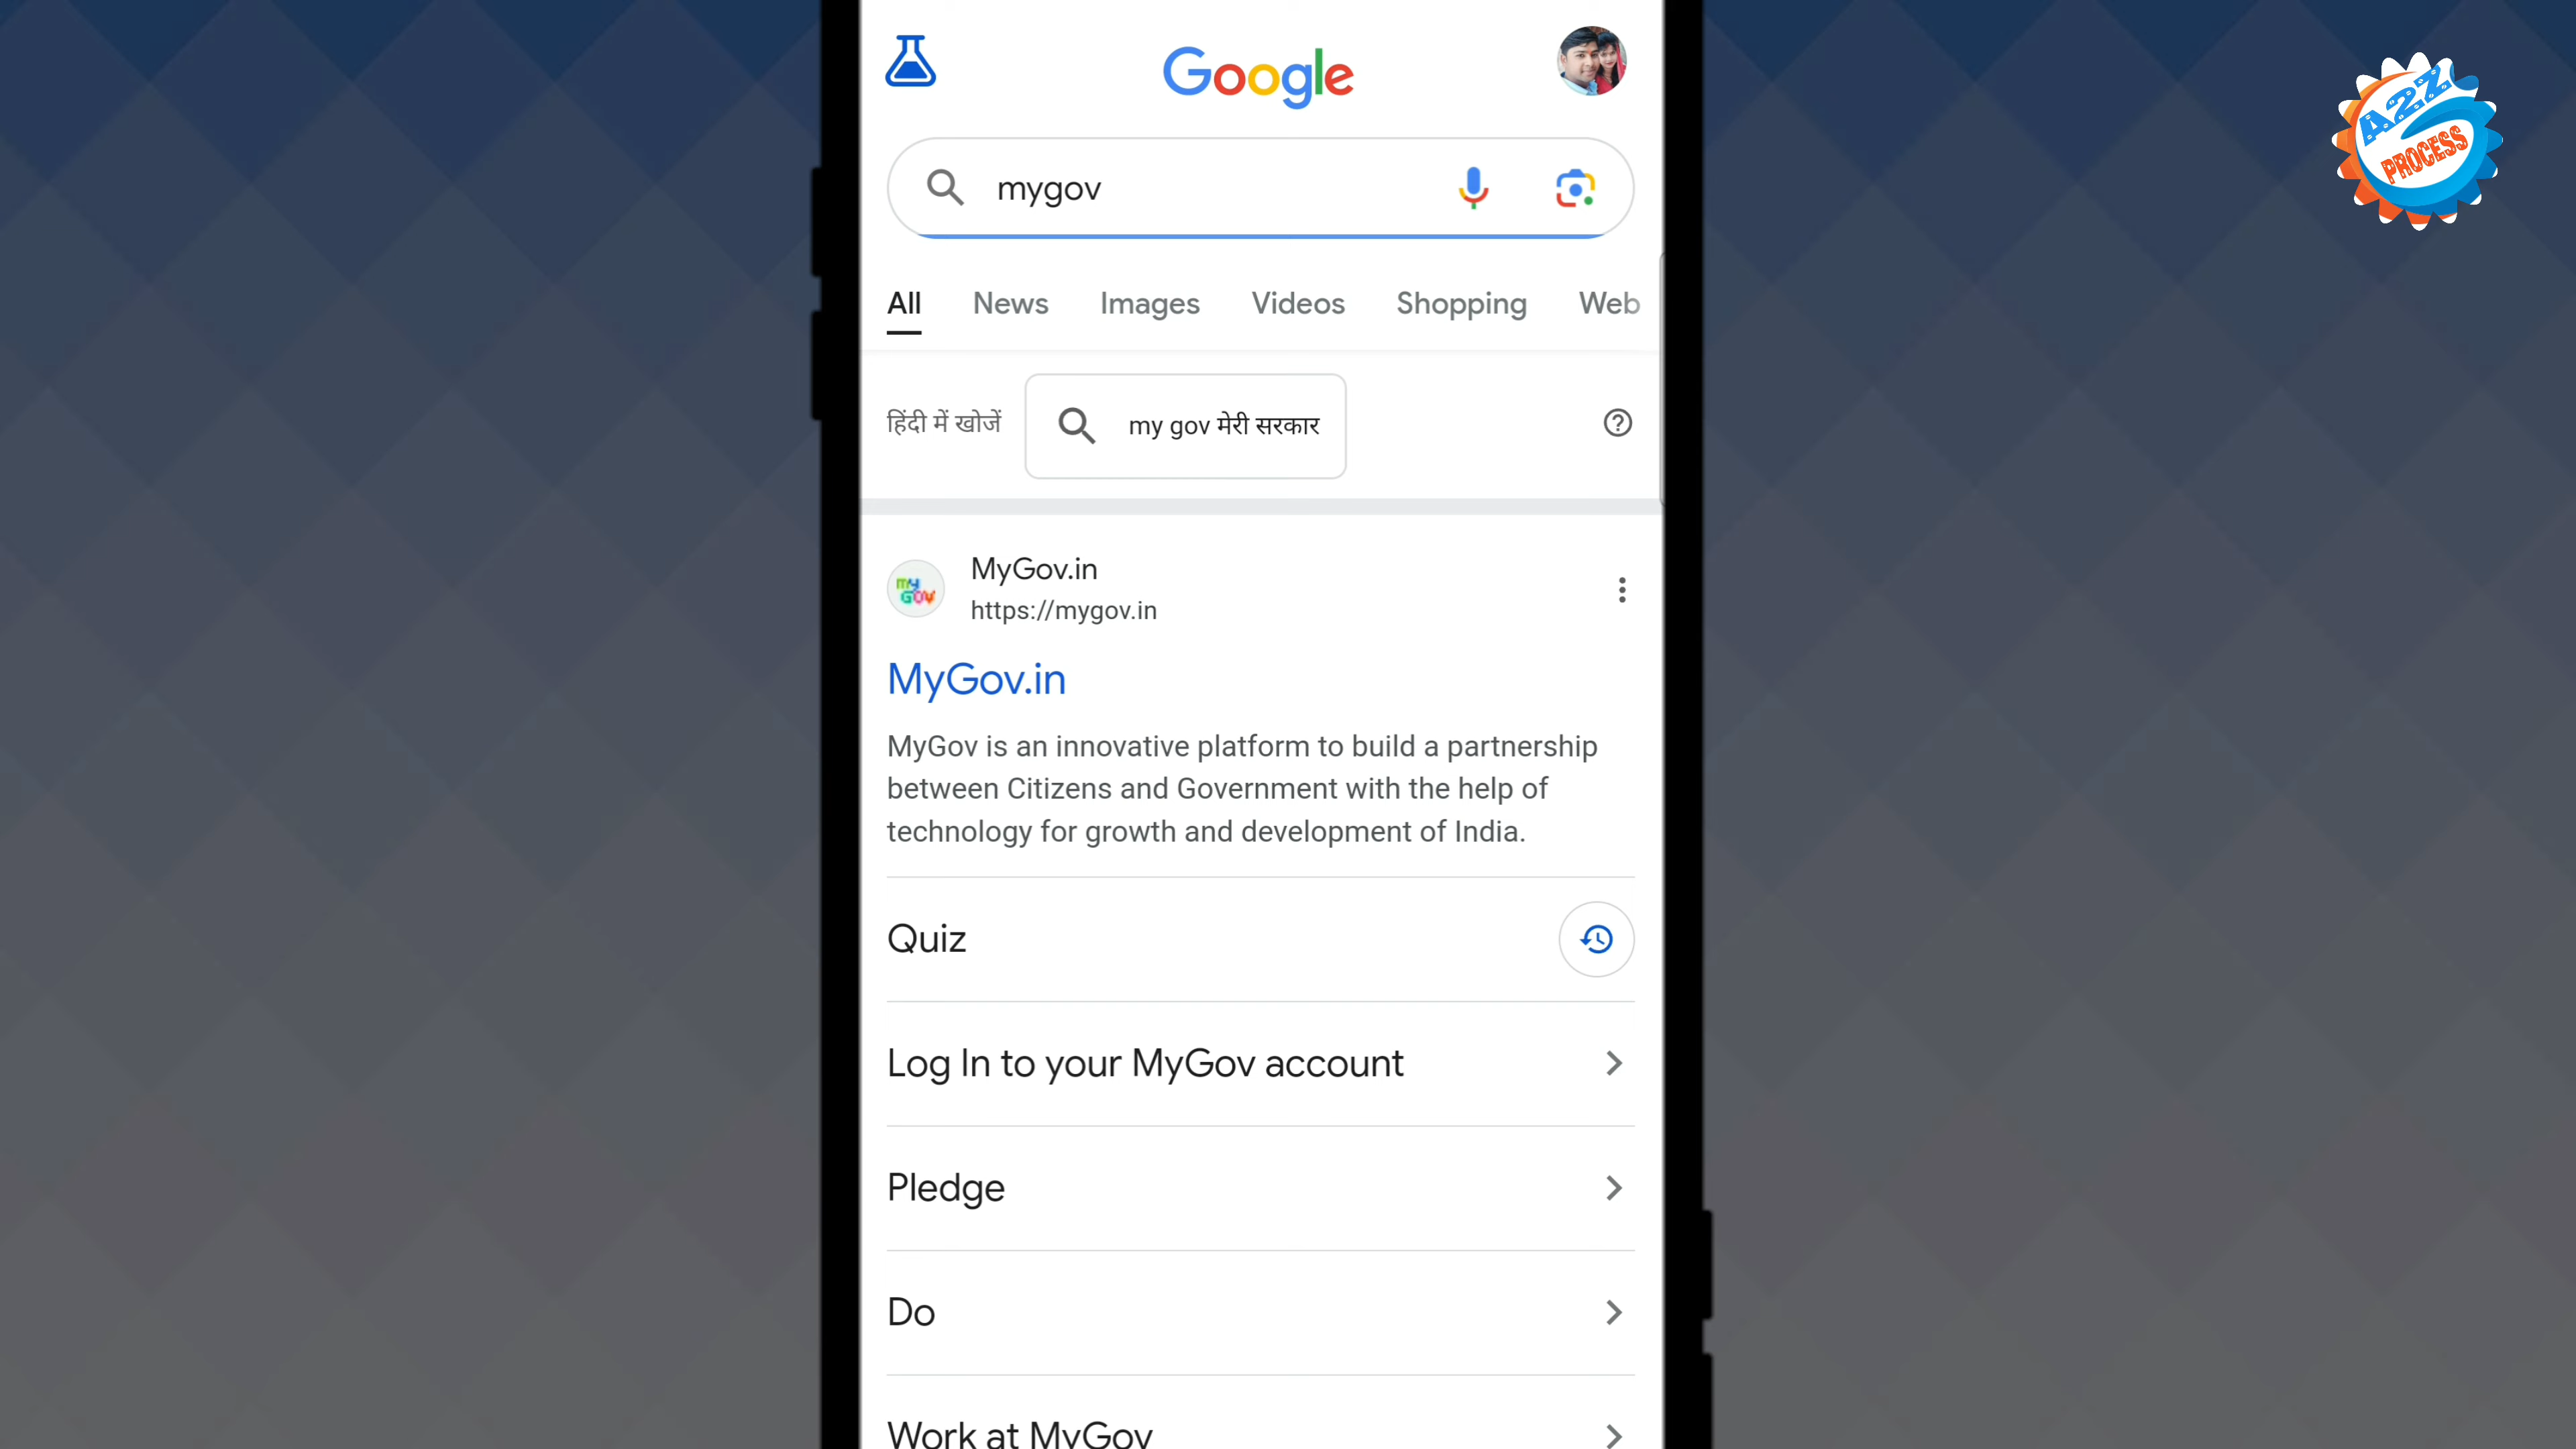 Google
A2Z
PROCESS
mygov
All News Images Videos Shopping Web
हिंदी में खोजें my gov मेरी सरकार
my
GOV
MyGov.in
https://mygov.in
MyGov.in
MyGov is an innovative platform to build a partnership
between Citizens and Government with the help of
technology for growth and development of India.
Quiz
Log In to your MyGov account
Pledge
Do
Work at MyGov